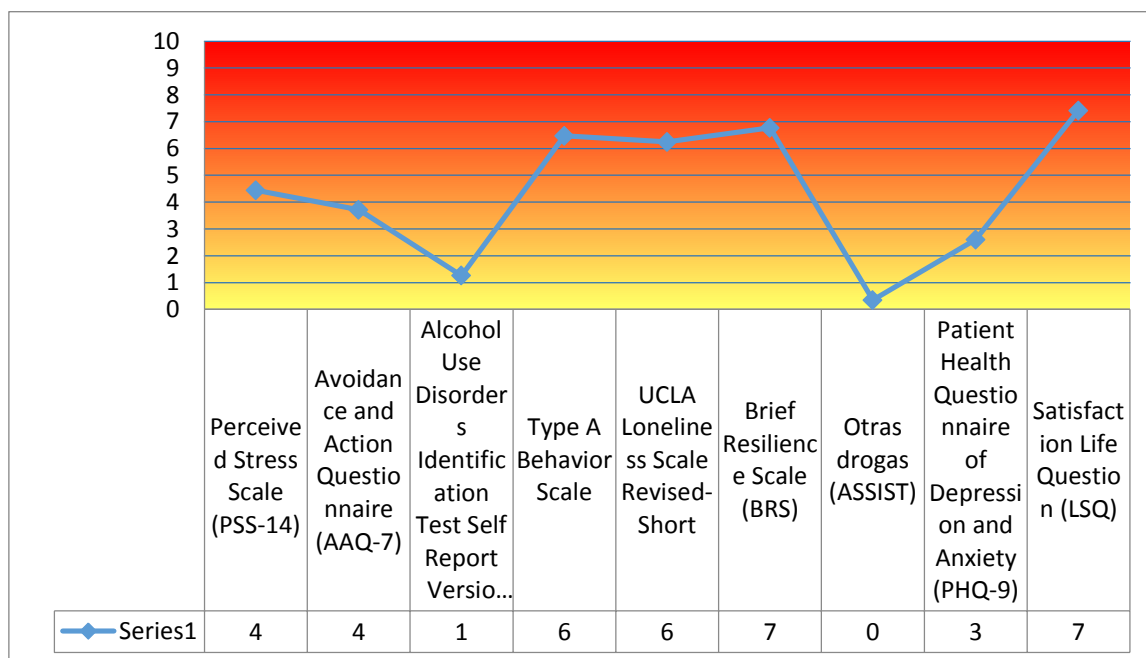 10
9
8
7
6
5
4
3
2
1
0
Perceive
d Stress
Scale
(PSS-14)
Avoidan
ce and
Action
Questio
nnaire
(AAQ-7)
Alcohol
Use
Disorder
s
Identific
ation
Test Self
Report
Versio...
Type A
Behavior
Scale
UCLA
Loneline
ss Scale
Revised-
Short
Brief
Resilienc
e Scale
(BRS)
Otras
drogas
(ASSIST)
Patient
Health
Questio
nnaire
of
Depressi
on and
Anxiety
(PHQ-9)
Satisfact
ion Life
Questio
n (LSQ)
Series1 4 4 1 6 6 7 0 3 7